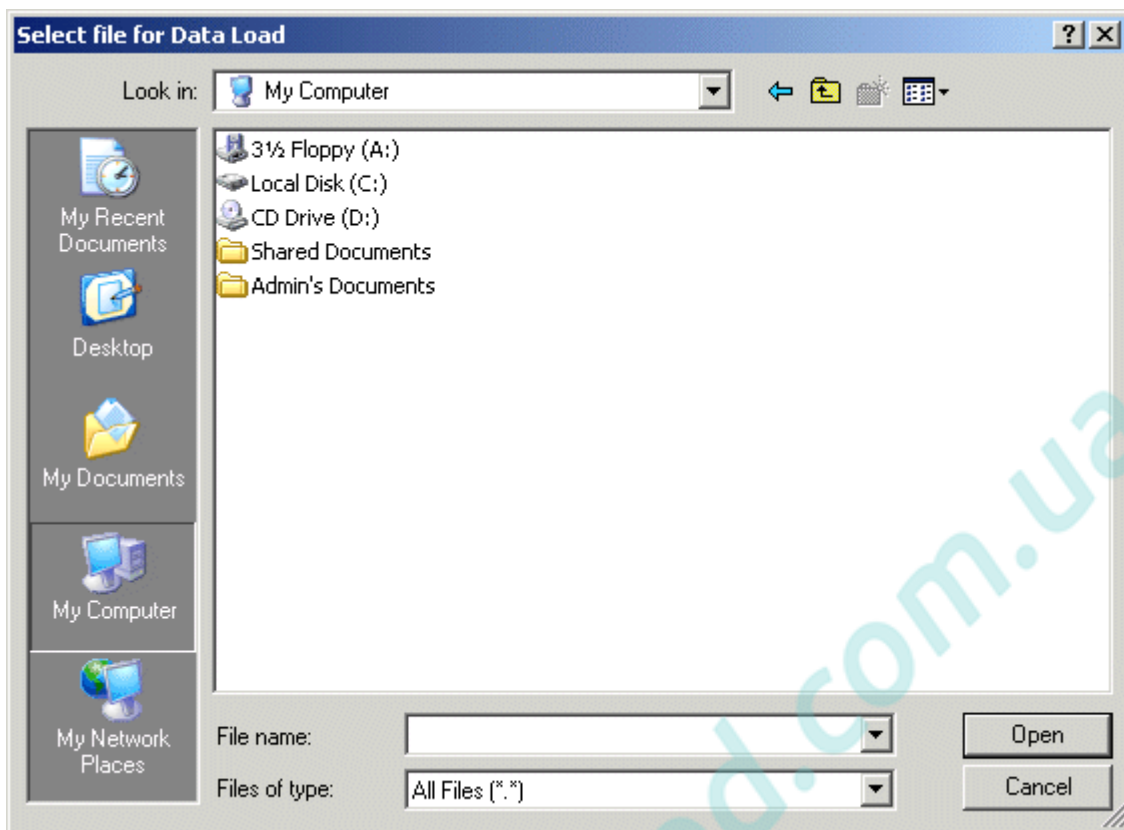 Select file for Data Load
Look in:
My Computer
3½ Floppy (A:)
Local Disk (C:)
CD Drive (D:)
Shared Documents
Admin's Documents
My Recent
Documents
Desktop
My Documents
My Computer
My Network
Places
File name:
Open
Files of type:
All Files (*.*)
Cancel
d.com.ua